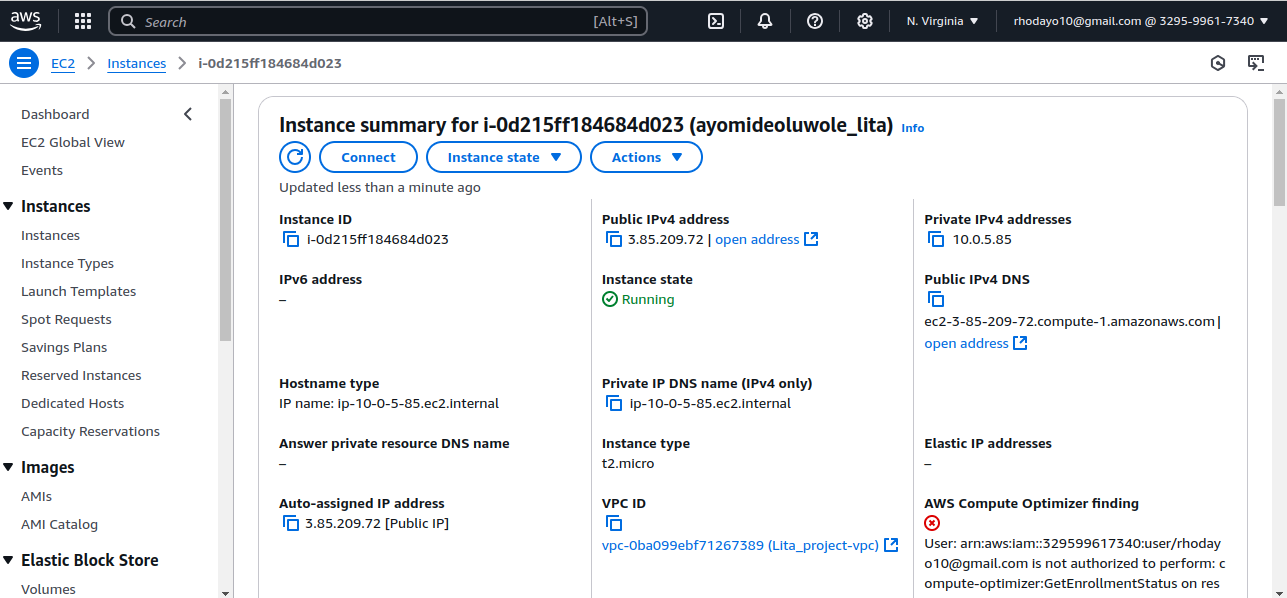 aws
Search
[Alt+S]
N. Virginia
rhodayo10@gmail.com @ 3295-9961-7340
EC2
Instances
i-0d215ff184684d023
Dashboard
EC2 Global View
Events
Instances
Instances
Instance Types
Launch Templates
Spot Requests
Savings Plans
Reserved Instances
Dedicated Hosts
Capacity Reservations
Images
AMIs
AMI Catalog
Elastic Block Store
Volumes
Instance summary for i-0d215ff184684d023 (ayomideoluwole_lita) Info
Connect
Instance state
Actions
Updated less than a minute ago
Instance ID
i-0d215ff184684d023
Public IPv4 address
3.85.209.72 | open address
Private IPv4 addresses
10.0.5.85
IPv6 address
–
Instance state
Running
Public IPv4 DNS
ec2-3-85-209-72.compute-1.amazonaws.com |
open address
Hostname type
IP name: ip-10-0-5-85.ec2.internal
Private IP DNS name (IPv4 only)
ip-10-0-5-85.ec2.internal
Answer private resource DNS name
–
Instance type
t2.micro
Elastic IP addresses
–
Auto-assigned IP address
3.85.209.72 [Public IP]
VPC ID
vpc-0ba099ebf71267389 (Lita_project-vpc)
AWS Compute Optimizer finding
User: arn:aws:iam::329599617340:user/rhoday
o10@gmail.com is not authorized to perform: c
ompute-optimizer:GetEnrollmentStatus on res